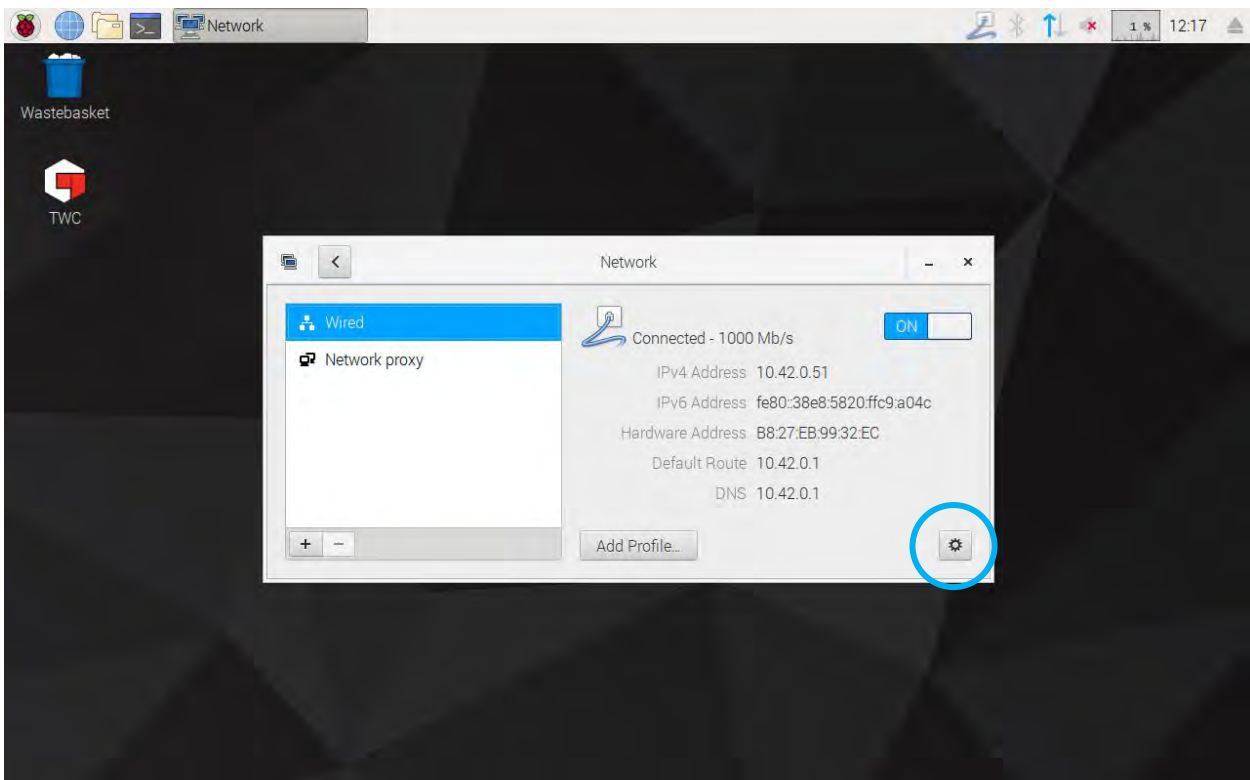 Network
1 %
12:17
Wastebasket
TWC
Network
Wired
Network proxy
Connected - 1000 Mb/s
ON
IPv4 Address 10.42.0.51
IPv6 Address fe80::38e8:5820:ffc9:a04c
Hardware Address B8:27:EB:99:32:EC
Default Route 10.42.0.1
DNS 10.42.0.1
Add Profile...